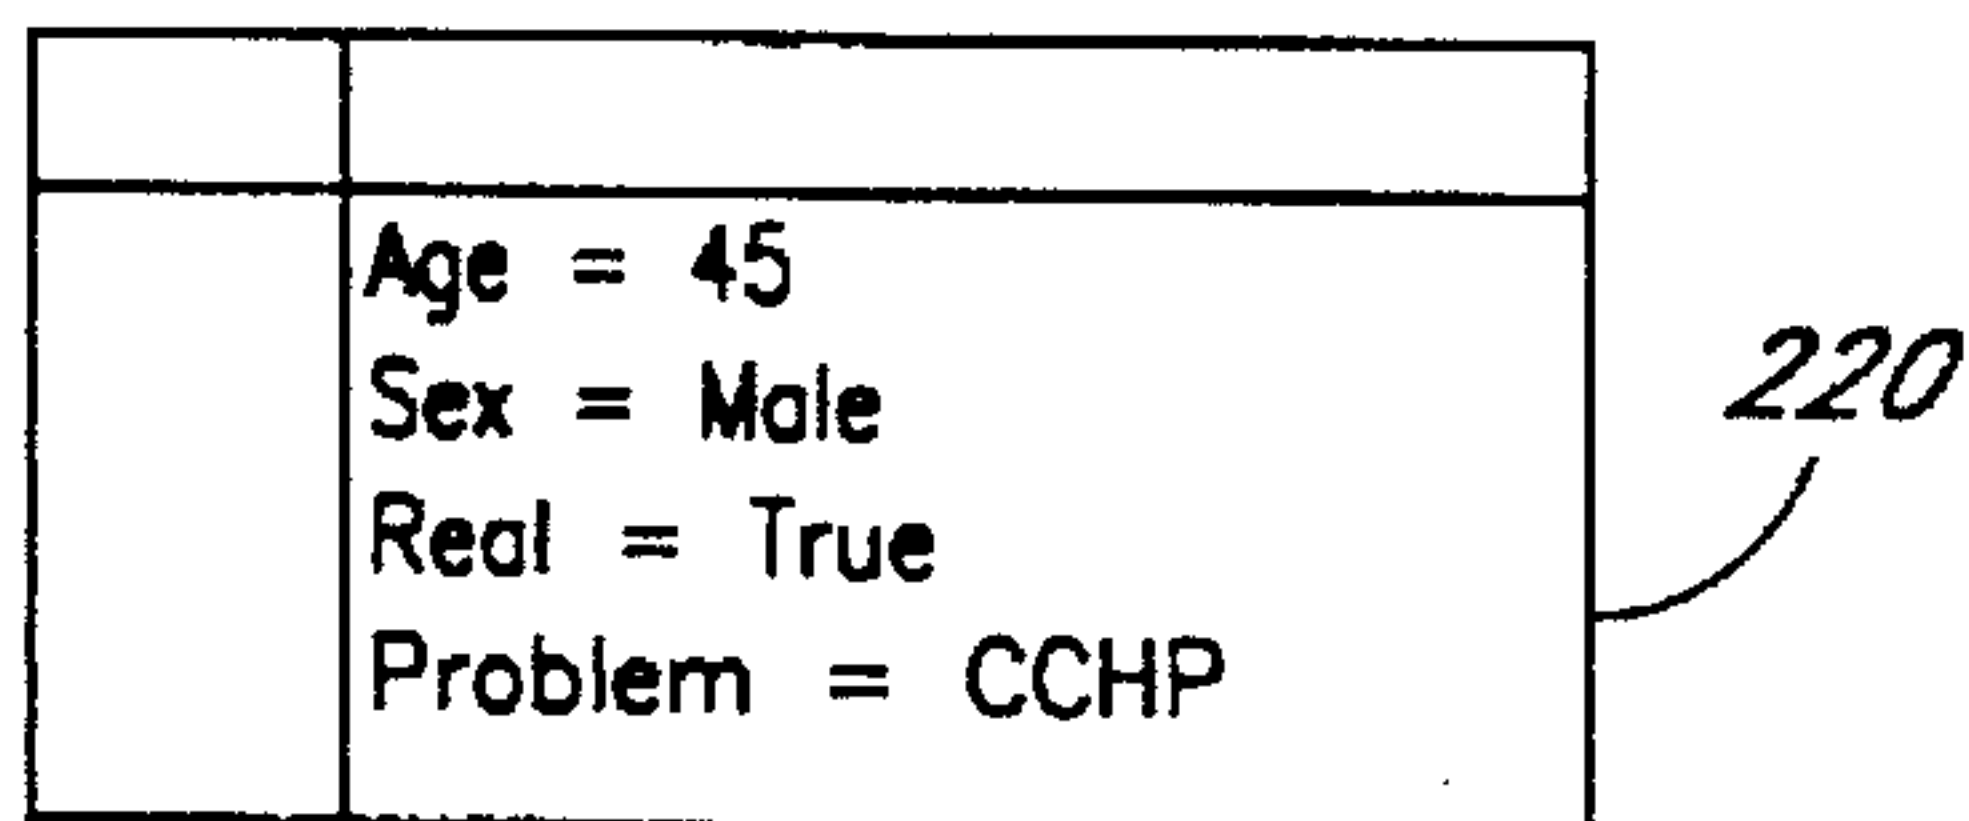 Age = 45
Sex = Male
Real = True
Problem = CCHP
220